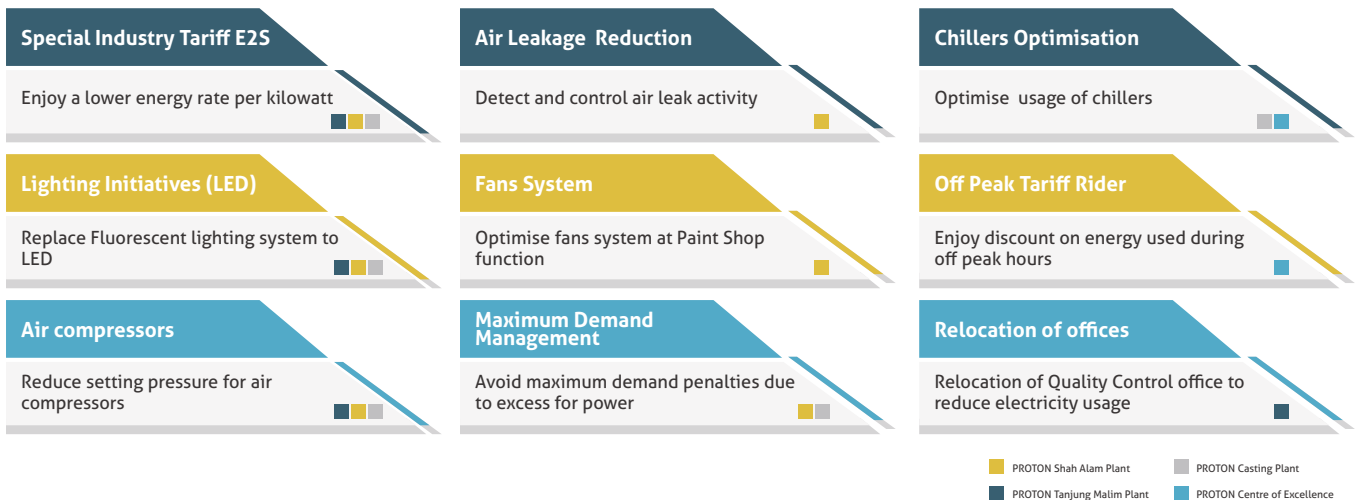 Special Industry Tariff E2S
Enjoy a lower energy rate per kilowatt
Air Leakage Reduction
Detect and control air leak activity
Chillers Optimisation
Optimise usage of chillers
Lighting Initiatives (LED)
Replace Fluorescent lighting system to
LED
Fans System
Optimise fans system at Paint Shop
function
Off Peak Tariff Rider
Enjoy discount on energy used during
off peak hours
Air compressors
Reduce setting pressure for air
compressors
Maximum Demand
Management
Avoid maximum demand penalties due
to excess for power
Relocation of offices
Relocation of Quality Control office to
reduce electricity usage
PROTON Shah Alam Plant
PROTON Casting Plant
PROTON Tanjung Malim Plant
PROTON Centre of Excellence